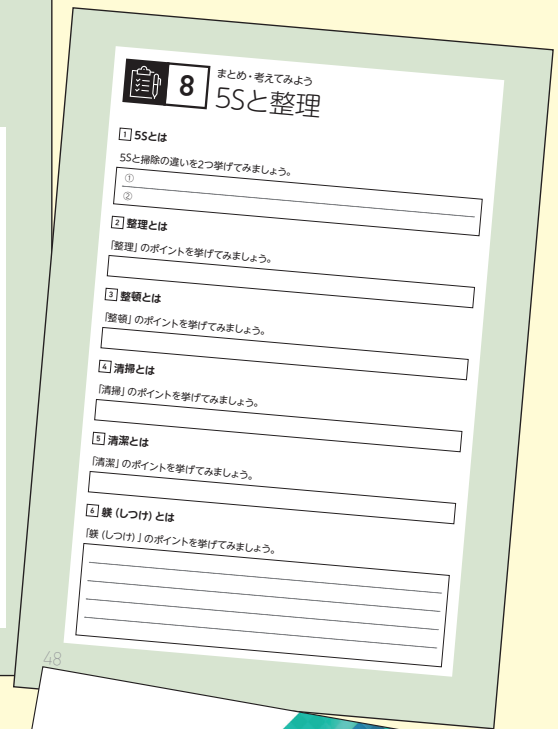 8
まとめ・考えてみよう
5Sと整理
1 5Sとは
5Sと掃除の違いを2つ挙げてみましょう。
①
②
2 整理とは
「整理」のポイントを挙げてみましょう。
3 整頓とは
「整頓」のポイントを挙げてみましょう。
4 清掃とは
「清掃」のポイントを挙げてみましょう。
5 清潔とは
「清潔」のポイントを挙げてみましょう。
6 躾 (しつけ) とは
「躾 (しつけ) 」のポイントを挙げてみましょう。
48